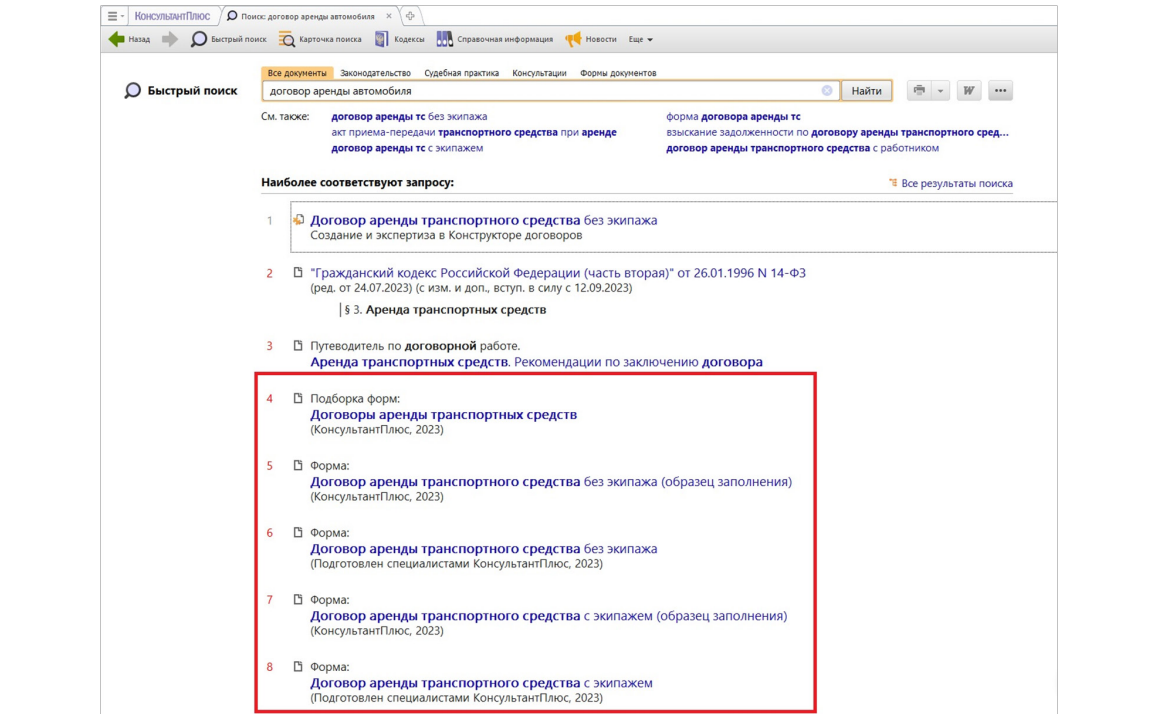 КонсультантПлюс Поиск: договор аренды автомобиля
Назад Быстрый поиск Карточка поиска Кодексы Справочная информация Новости Еще
Все документы Законодательство Судебная практика Консультации Формы документов
Быстрый поиск договор аренды автомобиля Найти W
См. также: договор аренды тс без экипажа форма договора аренды тс
акт приема-передачи транспортного средства при аренде взыскание задолженности по договору аренды транспортного сред...
договор аренды тс с экипажем договор аренды транспортного средства с работником
Наиболее соответствуют запросу: Все результаты поиска
1 Договор аренды транспортного средства без экипажа
Создание и экспертиза в Конструкторе договоров
2 "Гражданский кодекс Российской Федерации (часть вторая)" от 26.01.1996 N 14-ФЗ
(ред. от 24.07.2023) (с изм. и доп., вступ. в силу с 12.09.2023)
§ 3. Аренда транспортных средств
3 Путеводитель по договорной работе.
Аренда транспортных средств. Рекомендации по заключению договора
4 Подборка форм:
Договоры аренды транспортных средств
(КонсультантПлюс, 2023)
5 Форма:
Договор аренды транспортного средства без экипажа (образец заполнения)
(КонсультантПлюс, 2023)
6 Форма:
Договор аренды транспортного средства без экипажа
(Подготовлен специалистами КонсультантПлюс, 2023)
7 Форма:
Договор аренды транспортного средства с экипажем (образец заполнения)
(КонсультантПлюс, 2023)
8 Форма:
Договор аренды транспортного средства с экипажем
(Подготовлен специалистами КонсультантПлюс, 2023)